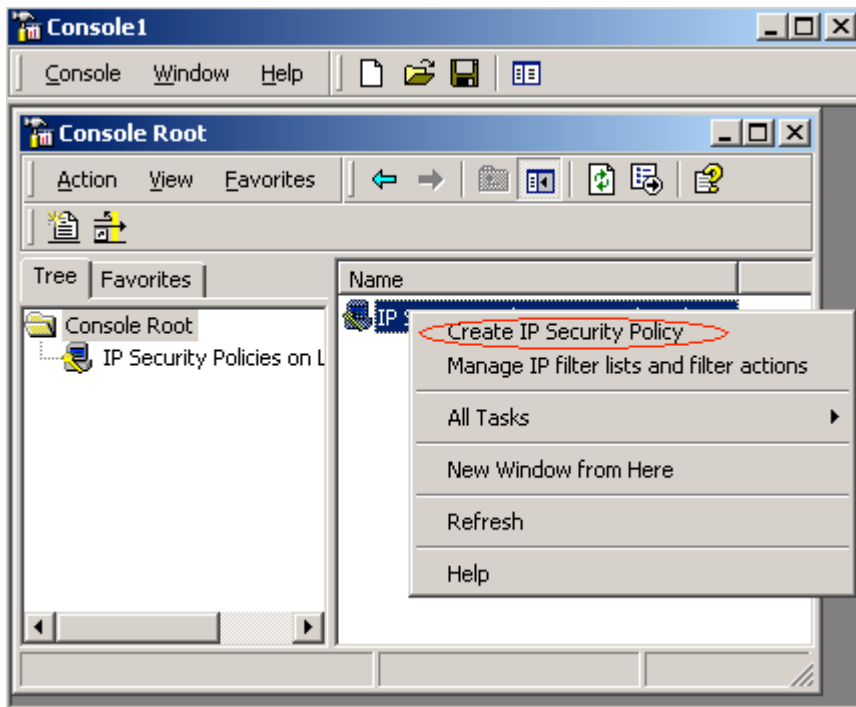 Console1
Console Window Help
Console Root
Action View Favorites
Tree Favorites
Name
Console Root
IP Security Policies on L
IP
Create IP Security Policy
Manage IP filter lists and filter actions
All Tasks
New Window from Here
Refresh
Help